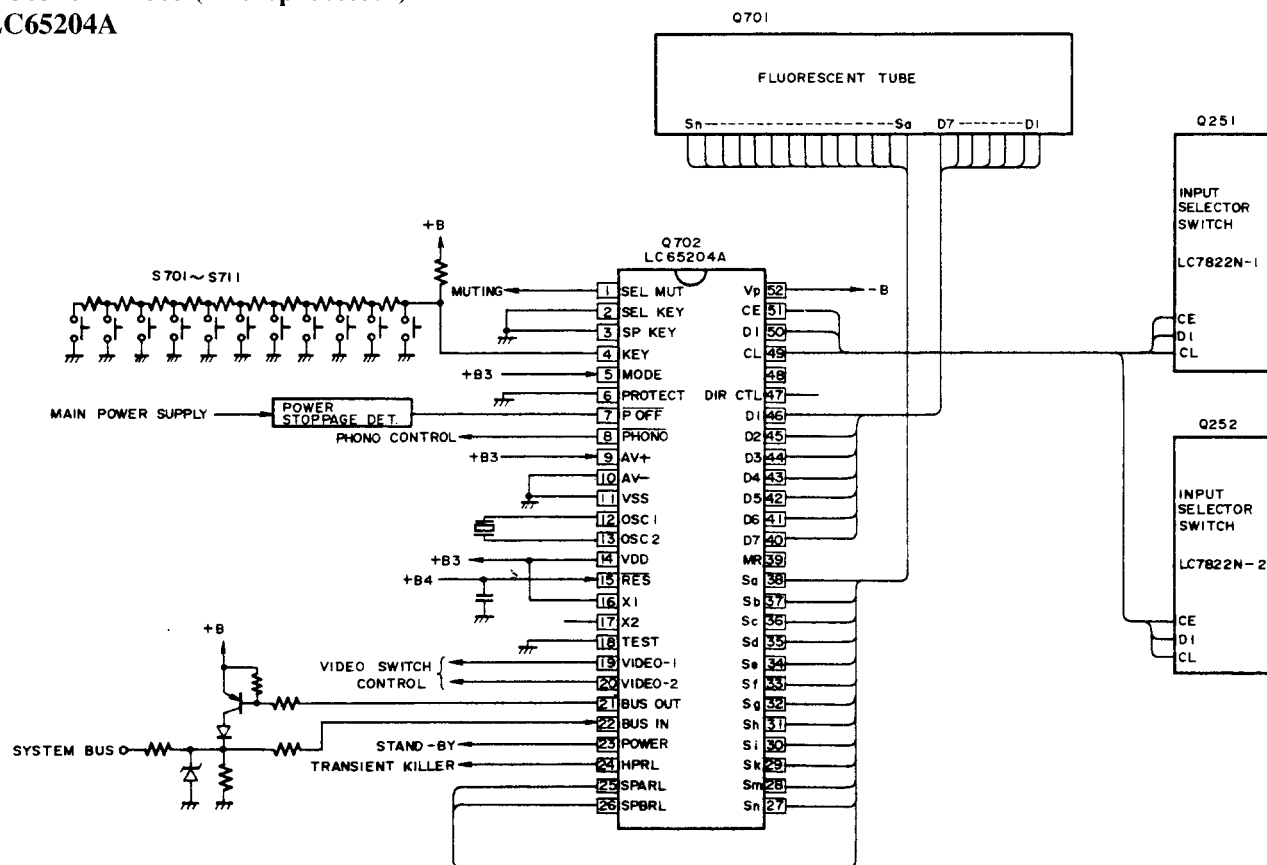 LC65204A
Q701
FLUORESCENT TUBE
Sn Sa D7 D1
Q251
INPUT
SELECTOR
SWITCH
LC7822N-1
CE
D1
CL
Q252
INPUT
SELECTOR
SWITCH
LC7822N-2
CE
D1
CL
+B
S701~S711
Q702
LC65204A
MUTING 1 SEL MUT Vp 52 -B
2 SEL KEY CE 51
3 SP KEY D1 50
4 KEY CL 49
+B3 5 MODE 48
6 PROTECT DIR CTL 47
MAIN POWER SUPPLY POWER STOPPAGE DET. 7 P OFF D1 46
PHONO CONTROL 8 PHONO D2 45
+B3 9 AV+ D3 44
10 AV- D4 43
11 VSS D5 42
12 OSC1 D6 41
13 OSC2 D7 40
+B3 14 VDD MR 39
+B4 15 RES Sa 38
16 X1 Sb 37
17 X2 Sc 36
18 TEST Sd 35
+B
VIDEO SWITCH 19 VIDEO-1 Se 34
CONTROL 20 VIDEO-2 Sf 33
21 BUS OUT Sg 32
22 BUS IN Sh 31
SYSTEM BUS
STAND-BY 23 POWER Si 30
TRANSIENT KILLER 24 HPRL Sk 29
25 SPARL Sm 28
26 SPBRL Sn 27